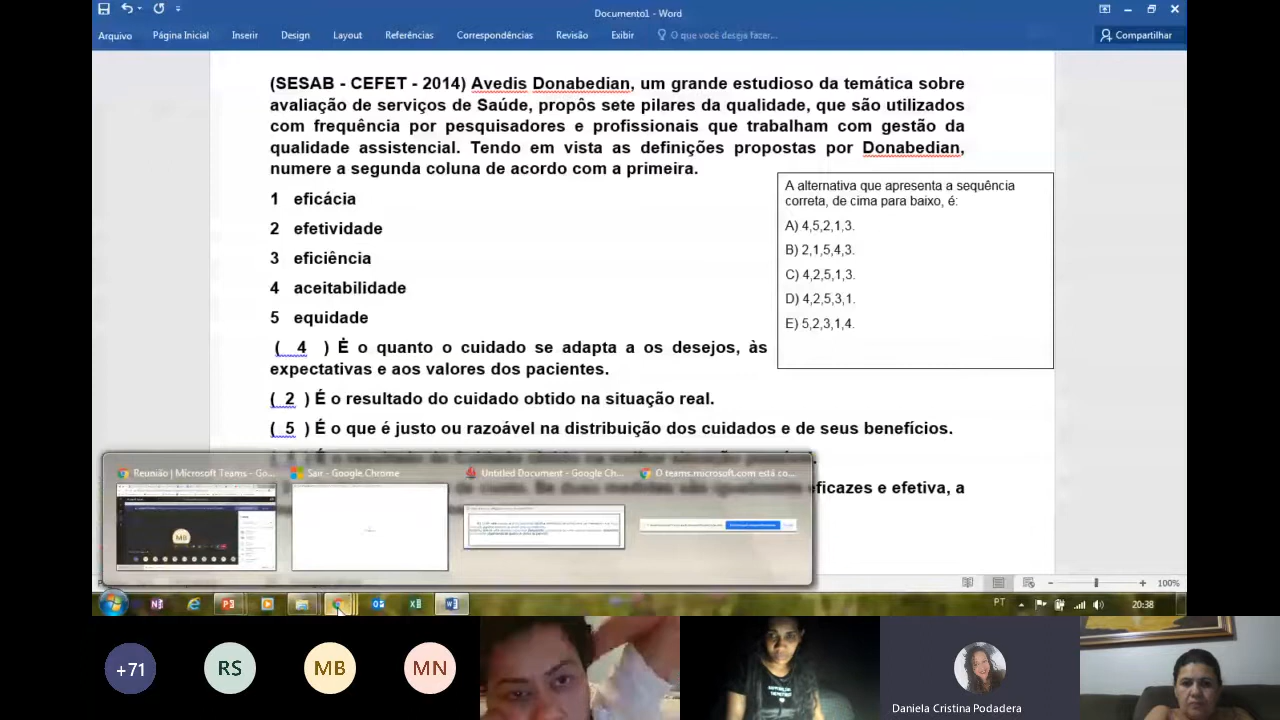 Documento1 - Word
Arquivo Página Inicial Inserir Design Layout Referências Correspondências Revisão Exibir O que você deseja fazer... Compartilhar
(SESAB - CEFET - 2014) Avedis Donabedian, um grande estudioso da temática sobre
avaliação de serviços de Saúde, propôs sete pilares da qualidade, que são utilizados
com frequência por pesquisadores e profissionais que trabalham com gestão da
qualidade assistencial. Tendo em vista as definições propostas por Donabedian,
numere a segunda coluna de acordo com a primeira.
1 eficácia
2 efetividade
3 eficiência
4 aceitabilidade
5 equidade
( 4 ) É o quanto o cuidado se adapta a os desejos, às
expectativas e aos valores dos pacientes.
( 2 ) É o resultado do cuidado obtido na situação real.
( 5 ) É o que é justo ou razoável na distribuição dos cuidados e de seus benefícios.
eficazes e efetiva, a
A alternativa que apresenta a sequência
correta, de cima para baixo, é:
A) 4,5,2,1,3.
B) 2,1,5,4,3.
C) 4,2,5,1,3.
D) 4,2,5,3,1.
E) 5,2,3,1,4.
Reunião | Microsoft Teams - Go...
Sair - Google Chrome
Untitled Document - Google Ch...
O teams.microsoft.com está co...
MB
100%
PT
20:38
+71
RS
MB
MN
Daniela Cristina Podadera